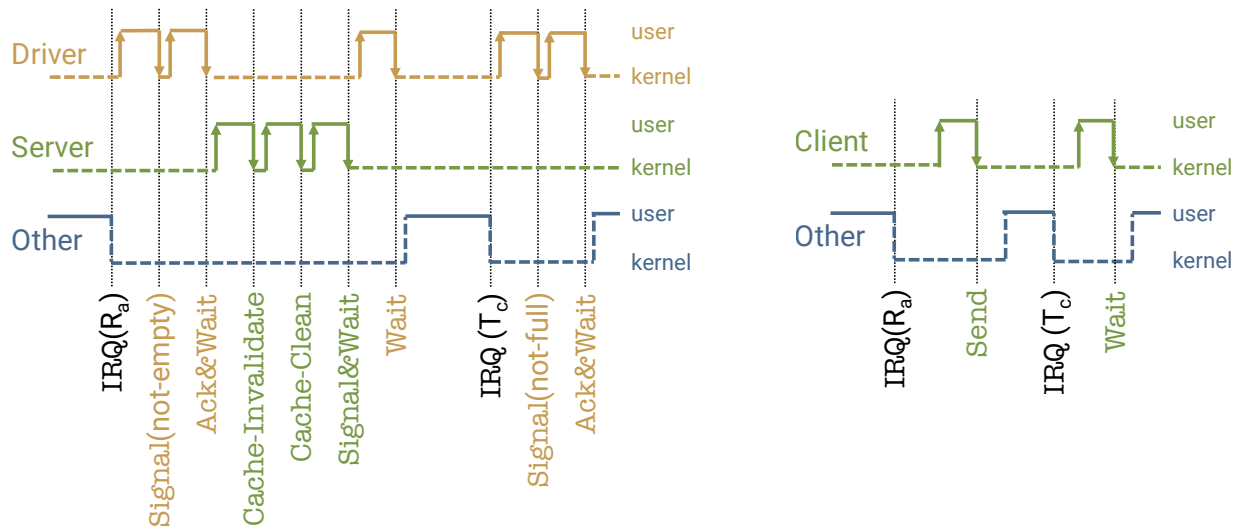 Driver
user
kernel
Server
user
kernel
Other
user
kernel
IRQ(Ra)
Signal(not-empty)
Ack&Wait
Cache-Invalidate
Cache-Clean
Signal&Wait
Wait
IRQ (Tc)
Signal(not-full)
Ack&Wait
Client
user
kernel
Other
user
kernel
IRQ(Ra)
Send
IRQ (Tc)
Wait